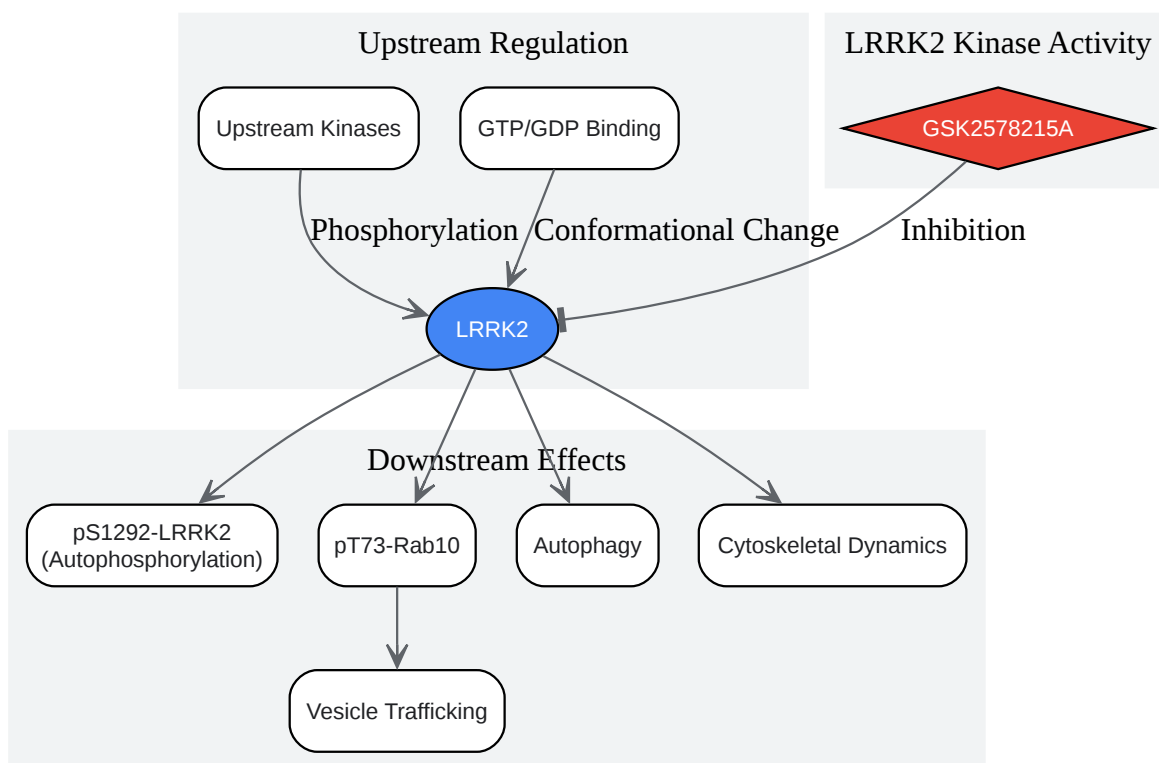 Upstream Regulation
LRRK2 Kinase Activity
Upstream Kinases
GTP/GDP Binding
GSK2578215A
Phosphorylation
Conformational Change
Inhibition
LRRK2
Downstream Effects
pS1292-LRRK2
(Autophosphorylation)
pT73-Rab10
Autophagy
Cytoskeletal Dynamics
Vesicle Trafficking